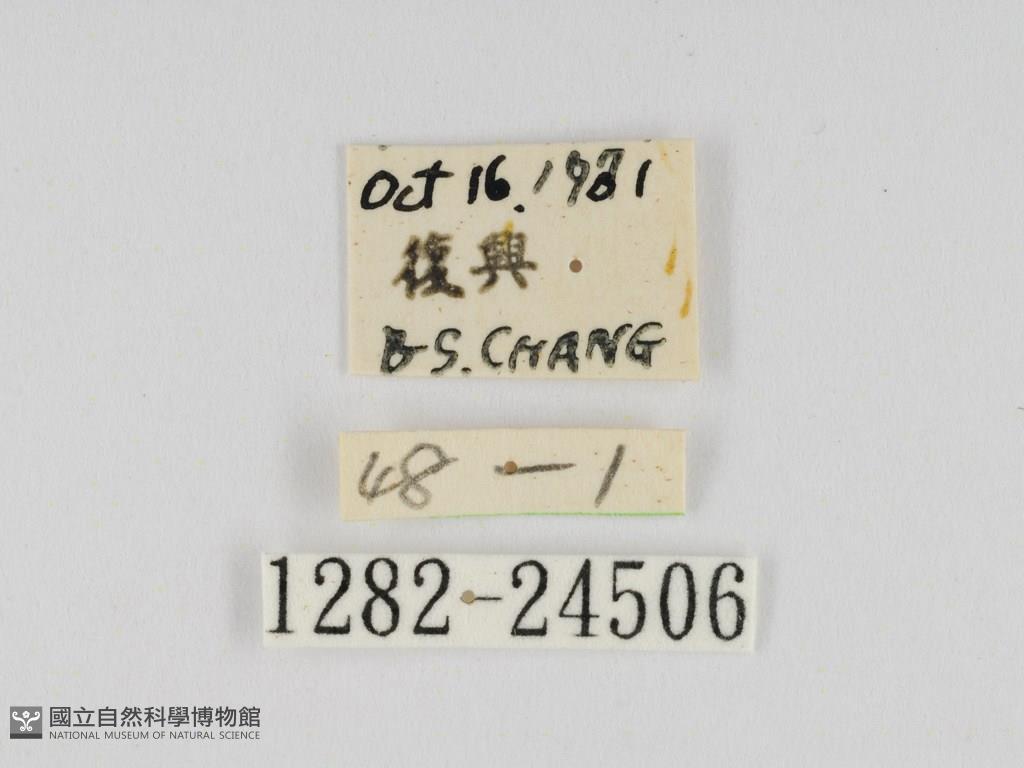 Oct 16. 1981
復興
B-S. CHANG
48 - 1
1282-24506
國立自然科學博物館
NATIONAL MUSEUM OF NATURAL SCIENCE